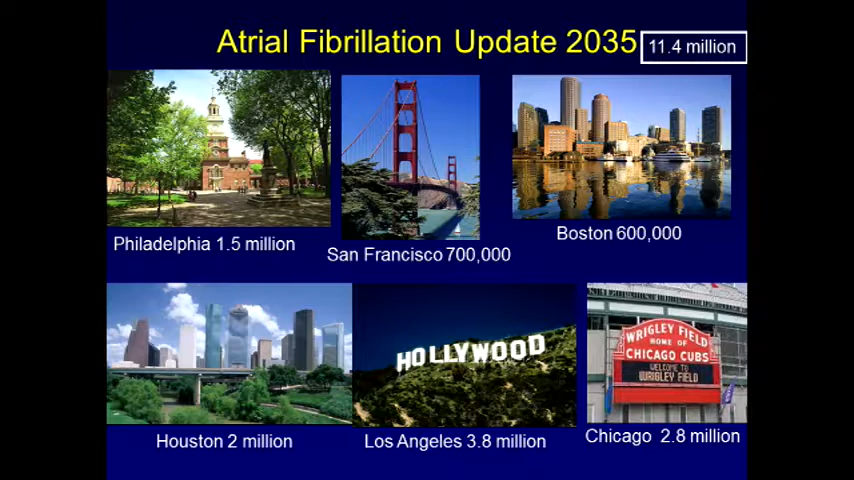 Atrial Fibrillation Update 2035
11.4 million
Philadelphia 1.5 million
San Francisco 700,000
Boston 600,000
HOLLYWOOD
WRIGLEY FIELD
HOME OF
CHICAGO CUBS
WELCOME TO
WRIGLEY FIELD
Houston 2 million
Los Angeles 3.8 million
Chicago 2.8 million